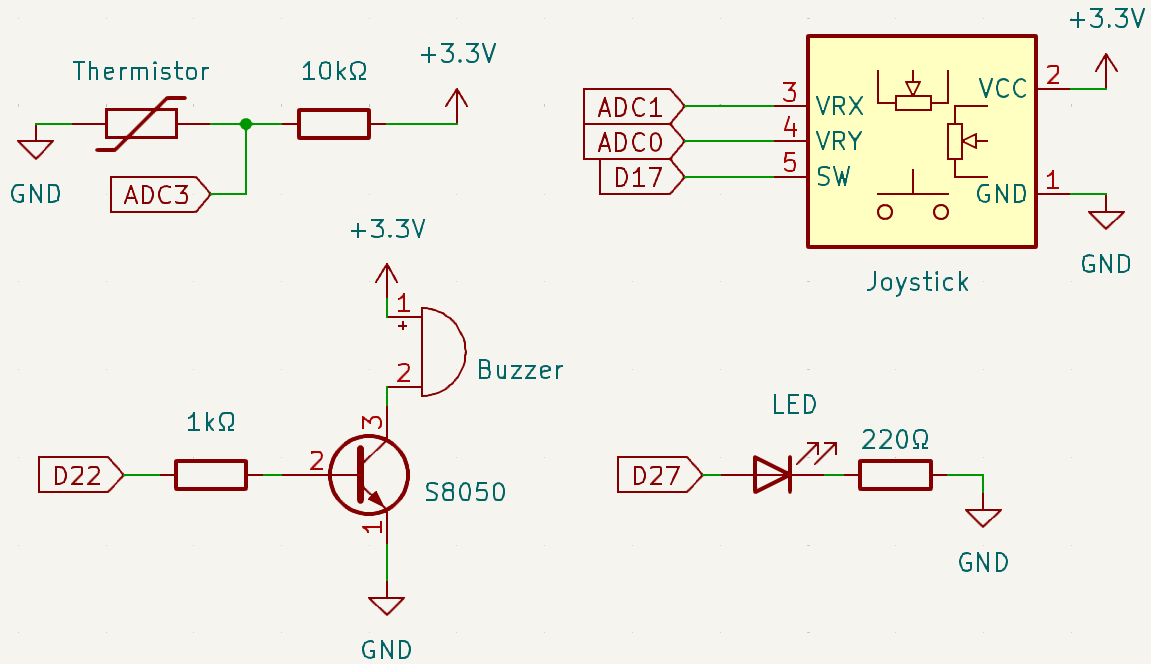 Thermistor
10kΩ
+3.3V
GND
ADC3
+3.3V
ADC1
ADC0
D17
3
4
5
VRX
VRY
SW
VCC
GND
2
1
GND
Joystick
+3.3V
1
+
2
Buzzer
1kΩ
D22
2
3
1
S8050
GND
LED
220Ω
D27
GND